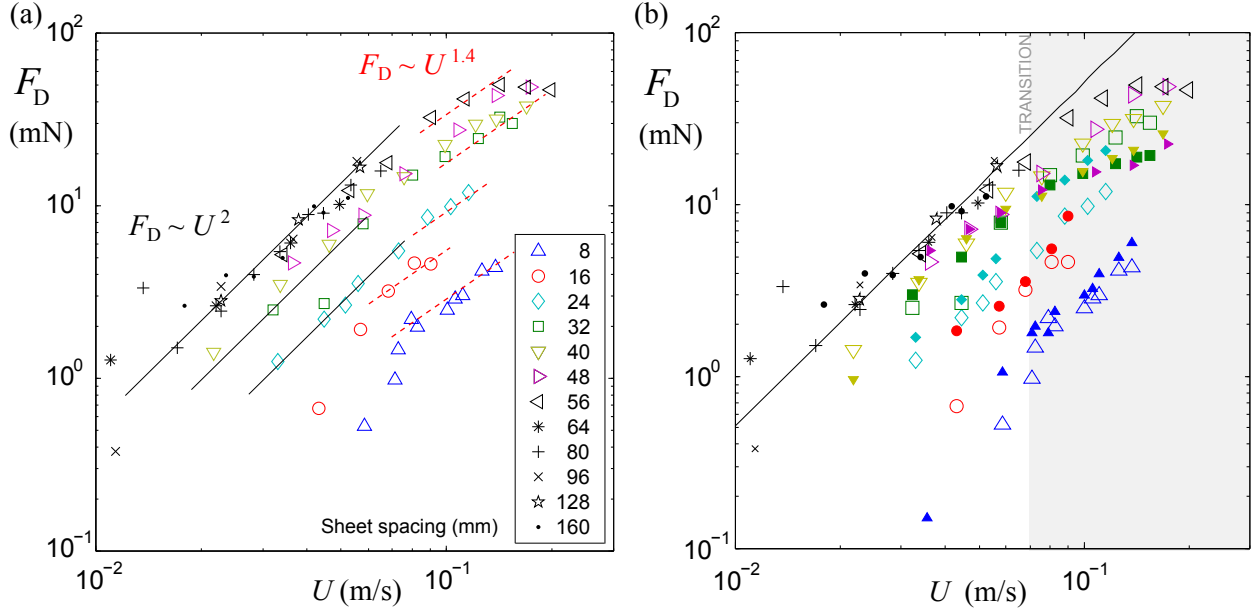 (a)
10²
F_D ~ U^1.4
F_D
(mN)
10¹
F_D ~ U²
10⁰
10⁻¹
8
16
24
32
40
48
56
64
80
96
128
160
Sheet spacing (mm)
10⁻²
U (m/s)
10⁻¹
(b)
10²
F_D
(mN)
TRANSITION
10¹
10⁰
10⁻¹
10⁻²
U (m/s)
10⁻¹